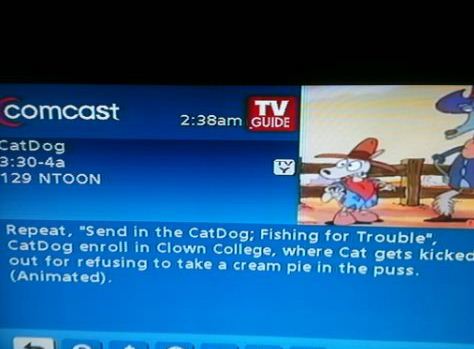 comcast
2:38am
TV
GUIDE
CatDog
3:30-4a
129 NTOON
TV
Y
Repeat, "Send in the CatDog; Fishing for Trouble",
CatDog enroll in Clown College, where Cat gets kicked
out for refusing to take a cream pie in the puss.
(Animated).